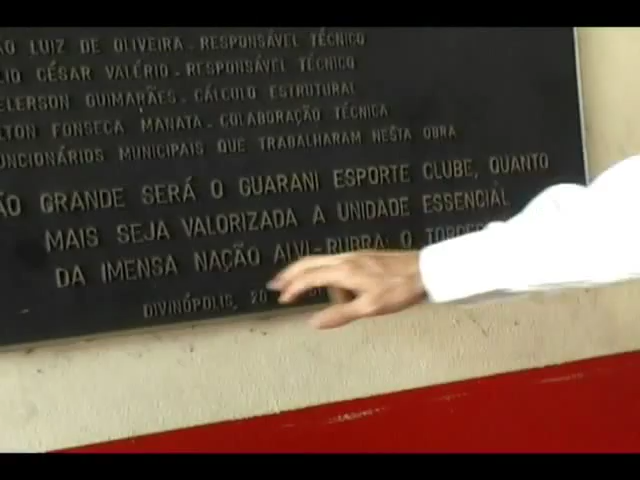 LUIZ DE OLIVEIRA - RESPONSÁVEL TÉCNICO
CÉSAR VALÉRIO - RESPONSÁVEL TÉCNICO
GUIMARÃES - CÁLCULO ESTRUTURAL
FONSECA MANATA - COLABORAÇÃO TÉCNICA
MUNICIPAIS QUE TRABALHARAM NESTA OBRA
GRANDE SERÁ O GUARANI ESPORTE CLUBE, QUANTO
MAIS SEJA VALORIZADA A UNIDADE ESSENCIAL
DA IMENSA NAÇÃO ALVI-RUBRA: O
DIVINÓPOLIS, 20